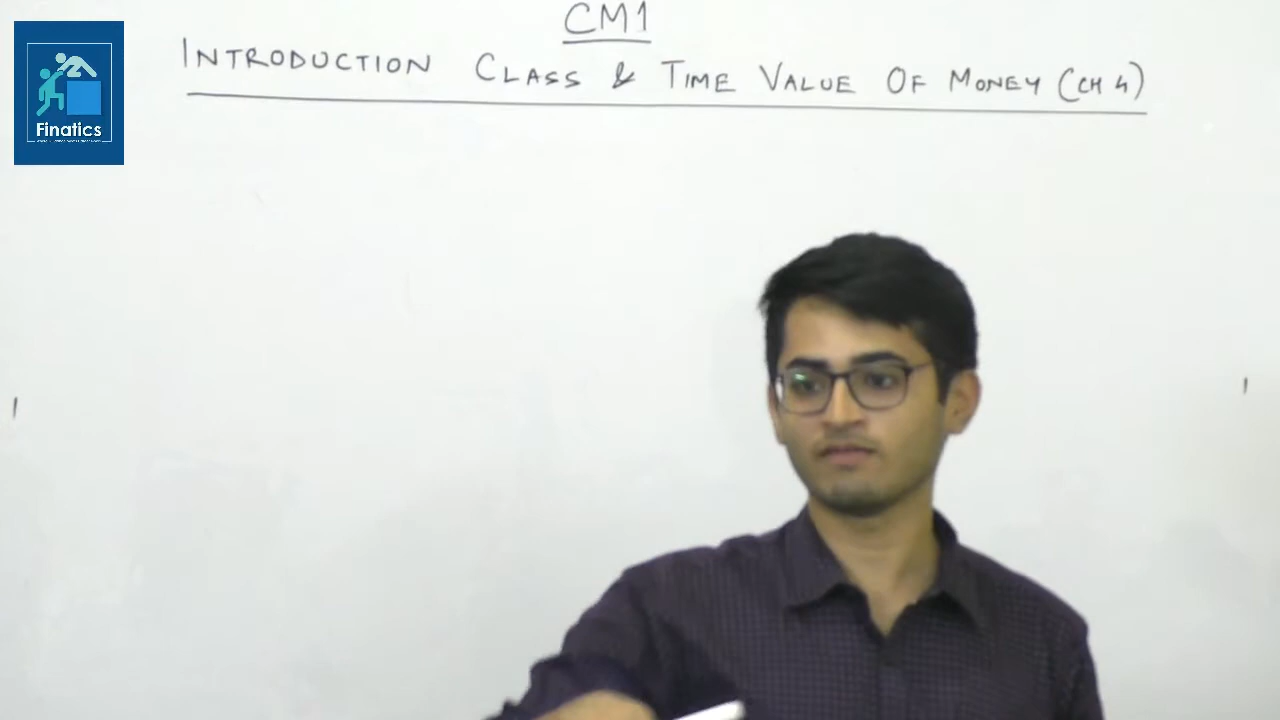 CM1
INTRODUCTION CLASS & TIME VALUE OF MONEY (CH 4)
Finatics